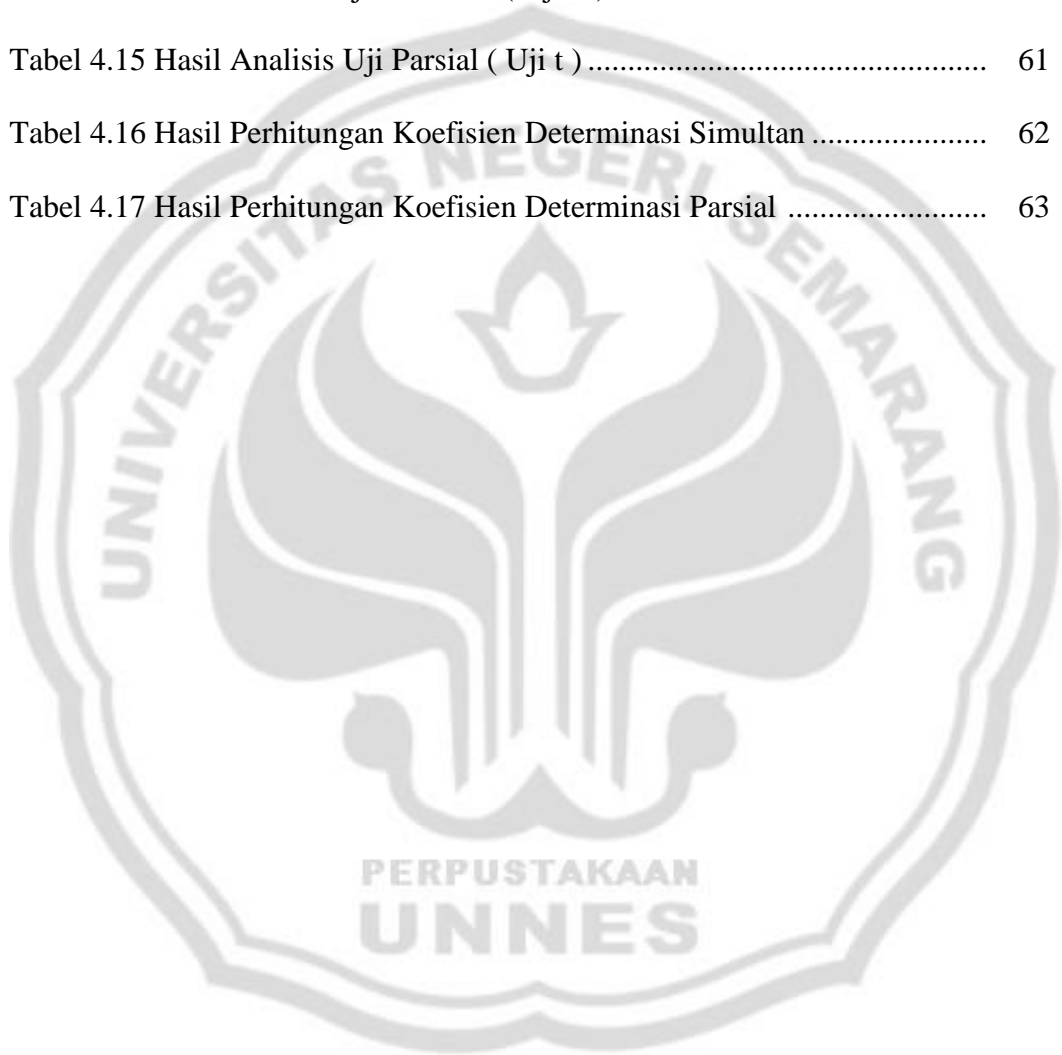 Tabel 4.15 Hasil Analisis Uji Parsial ( Uji t ) ............................................... 61
Tabel 4.16 Hasil Perhitungan Koefisien Determinasi Simultan ..................... 62
Tabel 4.17 Hasil Perhitungan Koefisien Determinasi Parsial ........................ 63
UNIVERSITAS NEGERI SEMARANG
PERPUSTAKAAN
UNNES